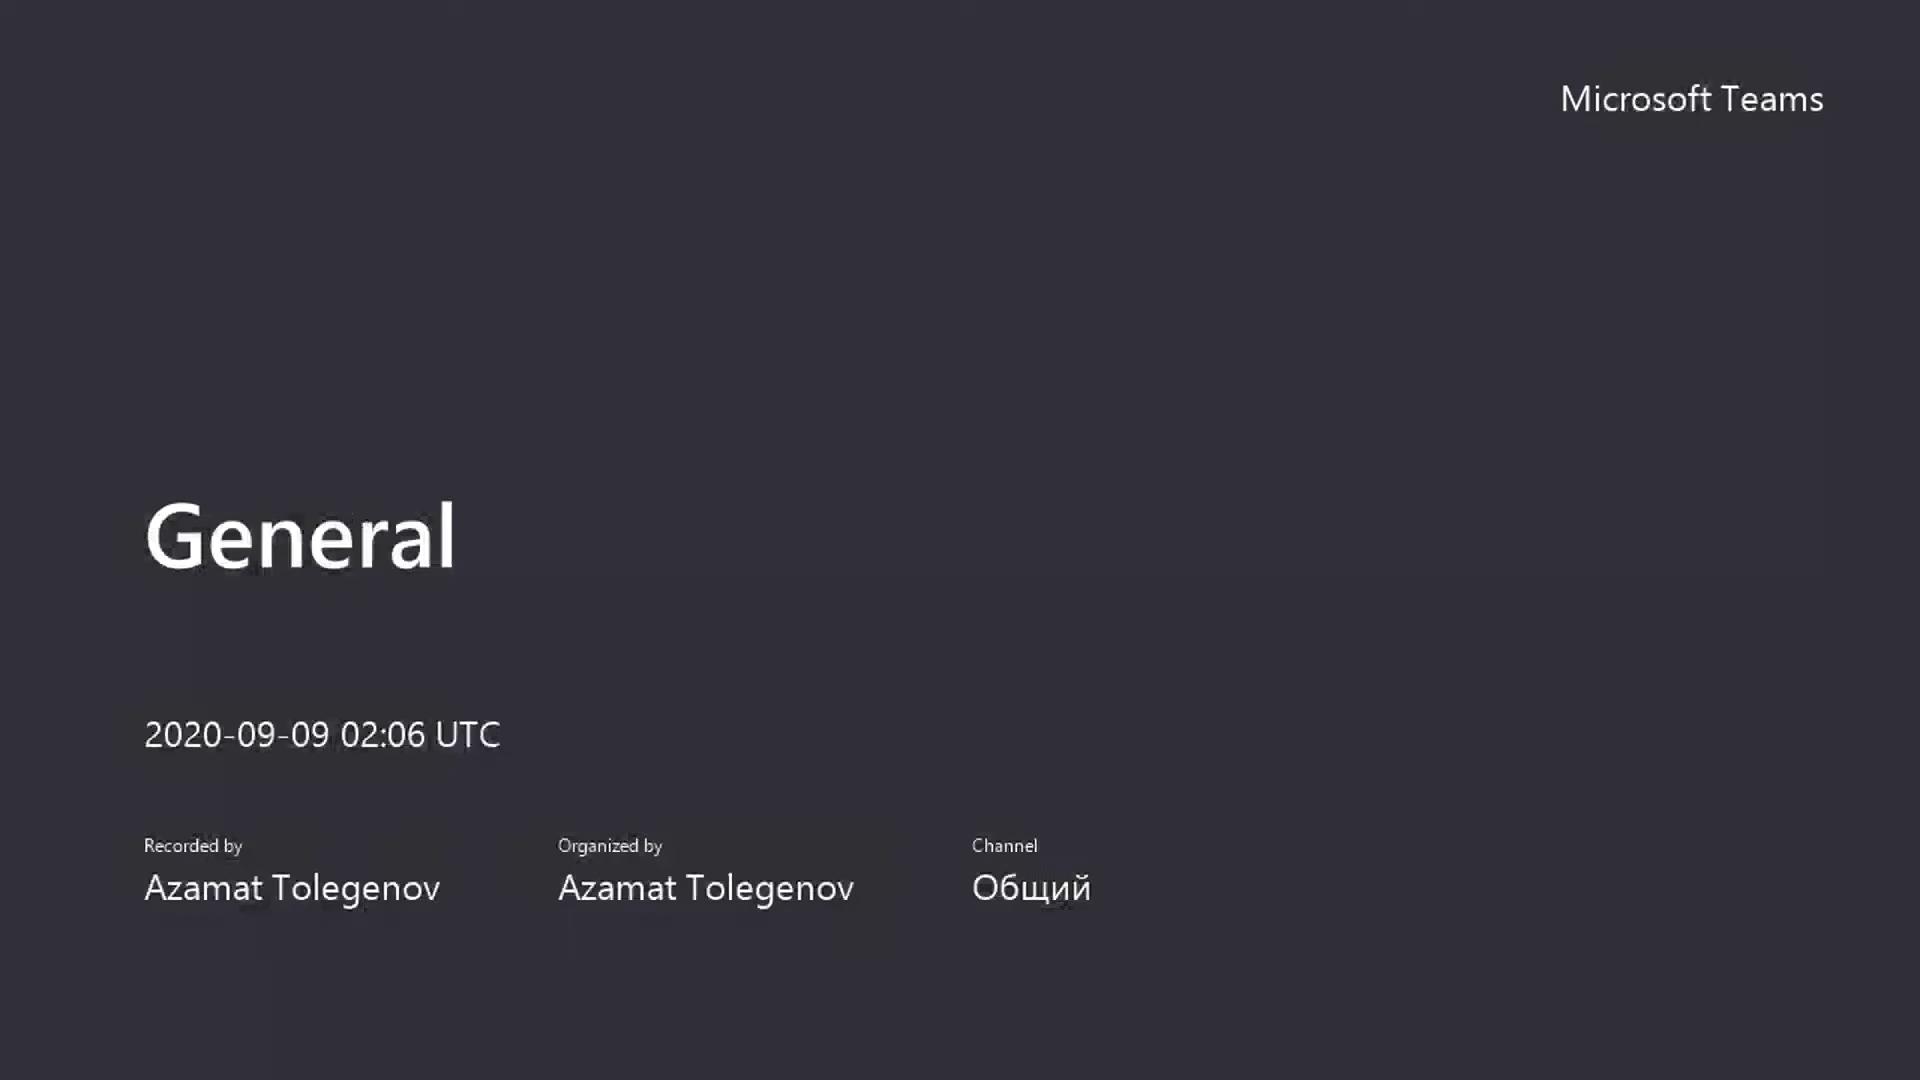 Microsoft Teams
General
2020-09-09 02:06 UTC
Recorded by
Azamat Tolegenov
Organized by
Azamat Tolegenov
Channel
Общий